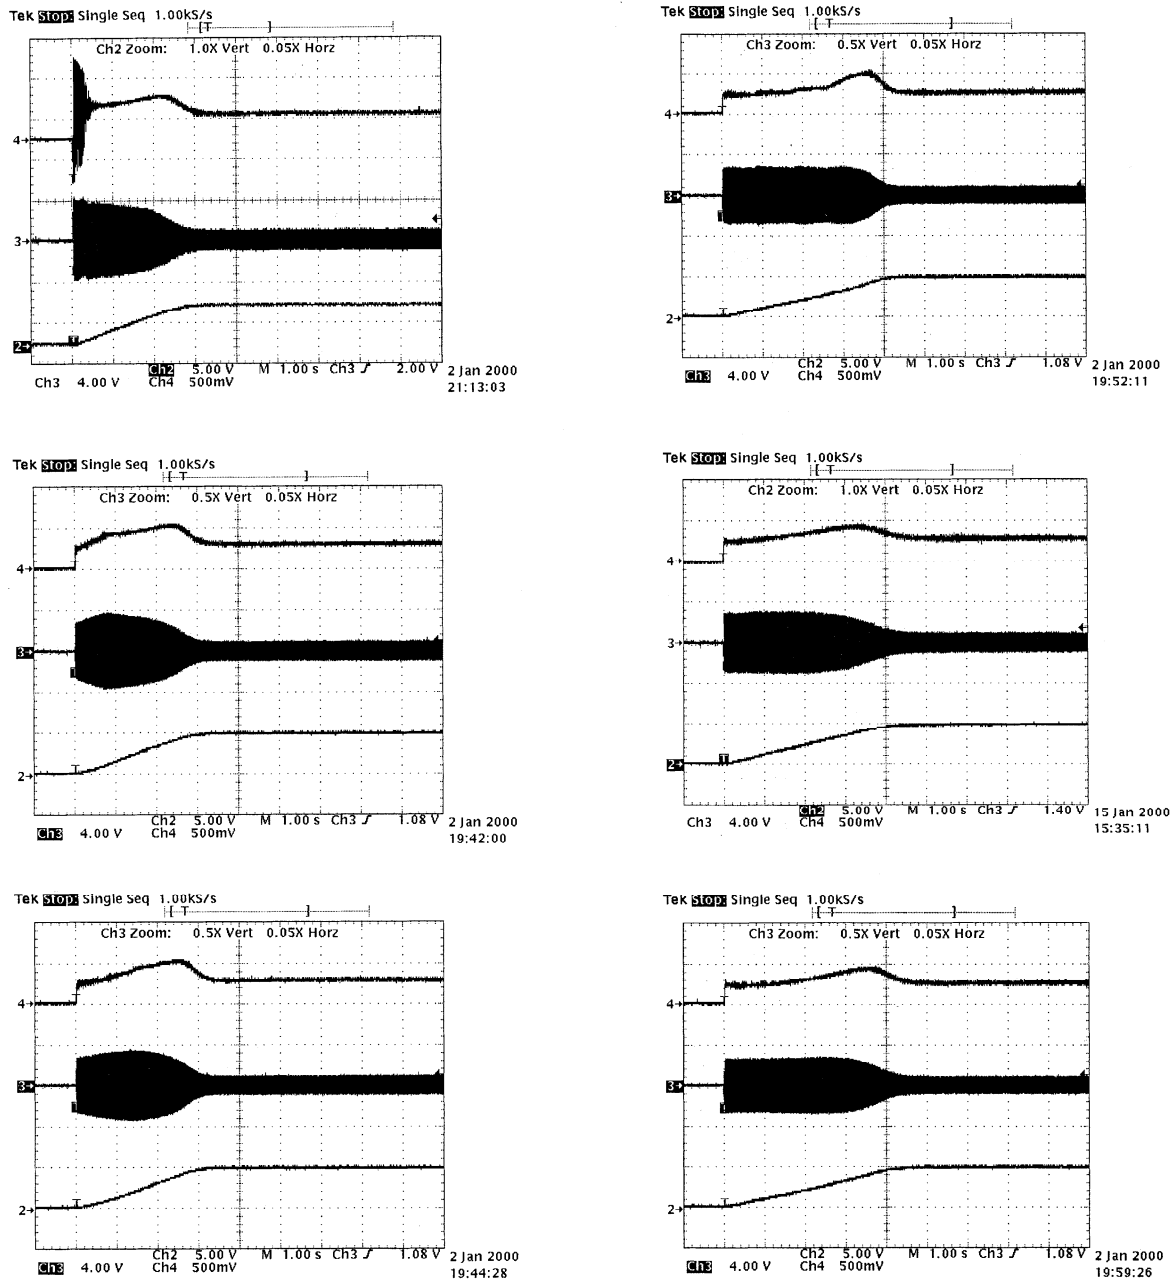 Tek Stop: Single Seq 1.00kS/s
[ T ]
Ch2 Zoom: 1.0X Vert 0.05X Horz
4→
3→
2→
T
Ch2 5.00 V M 1.00 s Ch3 ƒ 2.00 V
Ch3 4.00 V Ch4 500mV
2 Jan 2000
21:13:03
Tek Stop: Single Seq 1.00kS/s
[ T ]
Ch3 Zoom: 0.5X Vert 0.05X Horz
4→
3→
2→
T
Ch2 5.00 V M 1.00 s Ch3 ƒ 1.08 V
Ch3 4.00 V Ch4 500mV
2 Jan 2000
19:52:11
Tek Stop: Single Seq 1.00kS/s
[ T ]
Ch3 Zoom: 0.5X Vert 0.05X Horz
4→
3→
2→
T
Ch2 5.00 V M 1.00 s Ch3 ƒ 1.08 V
Ch3 4.00 V Ch4 500mV
2 Jan 2000
19:42:00
Tek Stop: Single Seq 1.00kS/s
[ T ]
Ch2 Zoom: 1.0X Vert 0.05X Horz
4→
3→
2→
T
Ch2 5.00 V M 1.00 s Ch3 ƒ 1.40 V
Ch3 4.00 V Ch4 500mV
15 Jan 2000
15:35:11
Tek Stop: Single Seq 1.00kS/s
[ T ]
Ch3 Zoom: 0.5X Vert 0.05X Horz
4→
3→
2→
T
Ch2 5.00 V M 1.00 s Ch3 ƒ 1.08 V
Ch3 4.00 V Ch4 500mV
2 Jan 2000
19:44:28
Tek Stop: Single Seq 1.00kS/s
[ T ]
Ch3 Zoom: 0.5X Vert 0.05X Horz
4→
3→
2→
T
Ch2 5.00 V M 1.00 s Ch3 ƒ 1.08 V
Ch3 4.00 V Ch4 500mV
2 Jan 2000
19:59:26